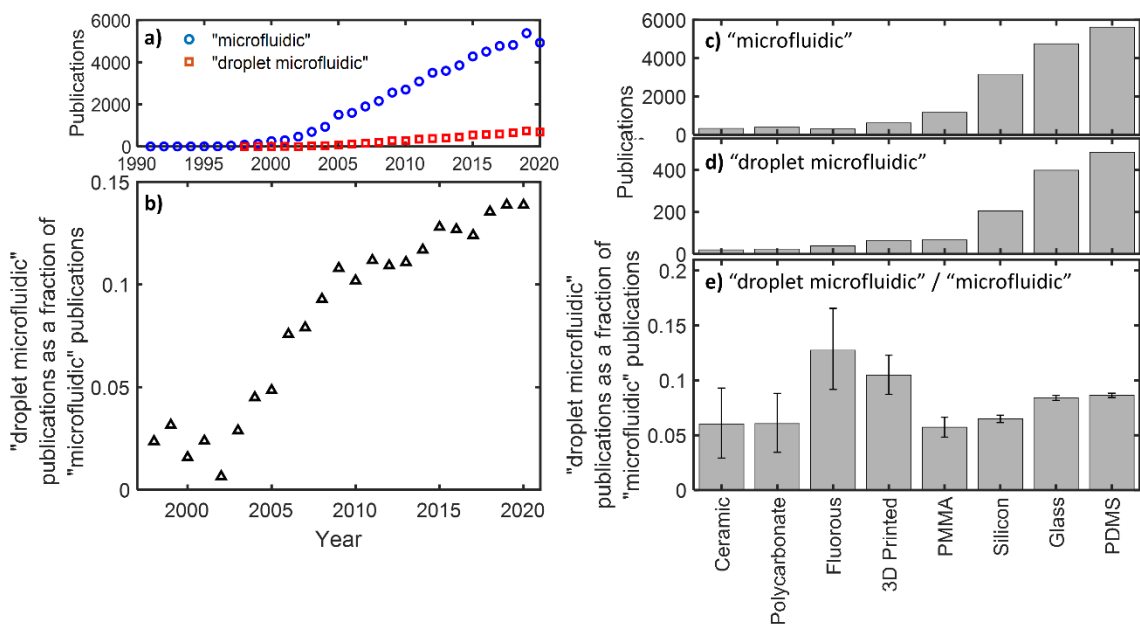 a)
"microfluidic"
"droplet microfluidic"
Publications
6000
4000
2000
0
1990
1995
2000
2005
2010
2015
2020
b)
"droplet microfluidic"
publications as a fraction of
"microfluidic" publications
0.15
0.1
0.05
0
2000
2005
2010
2015
2020
Year
c) “microfluidic”
6000
4000
2000
0
Publications
d) “droplet microfluidic”
400
200
0
e) “droplet microfluidic” / “microfluidic”
"droplet microfluidic"
publications as a fraction of
"microfluidic" publications
0.2
0.15
0.1
0.05
0
Ceramic
Polycarbonate
Fluorous
3D Printed
PMMA
Silicon
Glass
PDMS